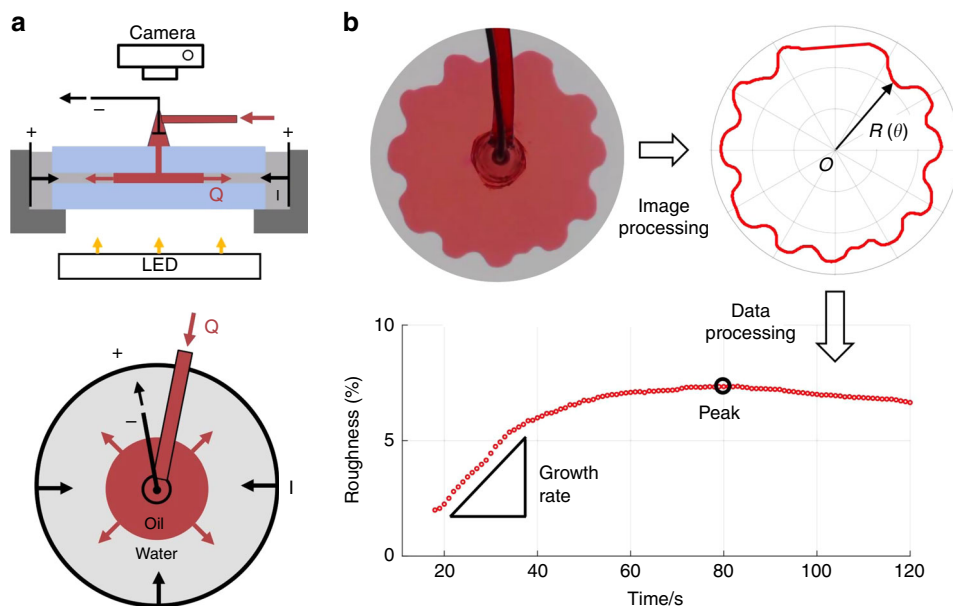 a
Camera
−
+
+
Q
I
LED
Q
+
−
I
Oil
Water
b
R (θ)
O
Image
processing
Data
processing
10
5
0
Roughness (%)
Peak
Growth
rate
20 40 60 80 100 120
Time/s